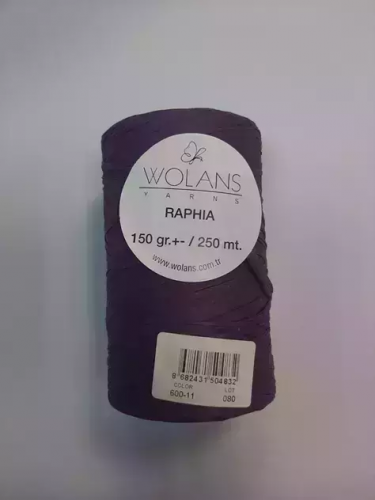 WOLANS
YARNS
RAPHIA
150 gr.+- / 250 mt.
www.wolans.com.tr
8 682431 504832
COLOR LOT
600-11 080